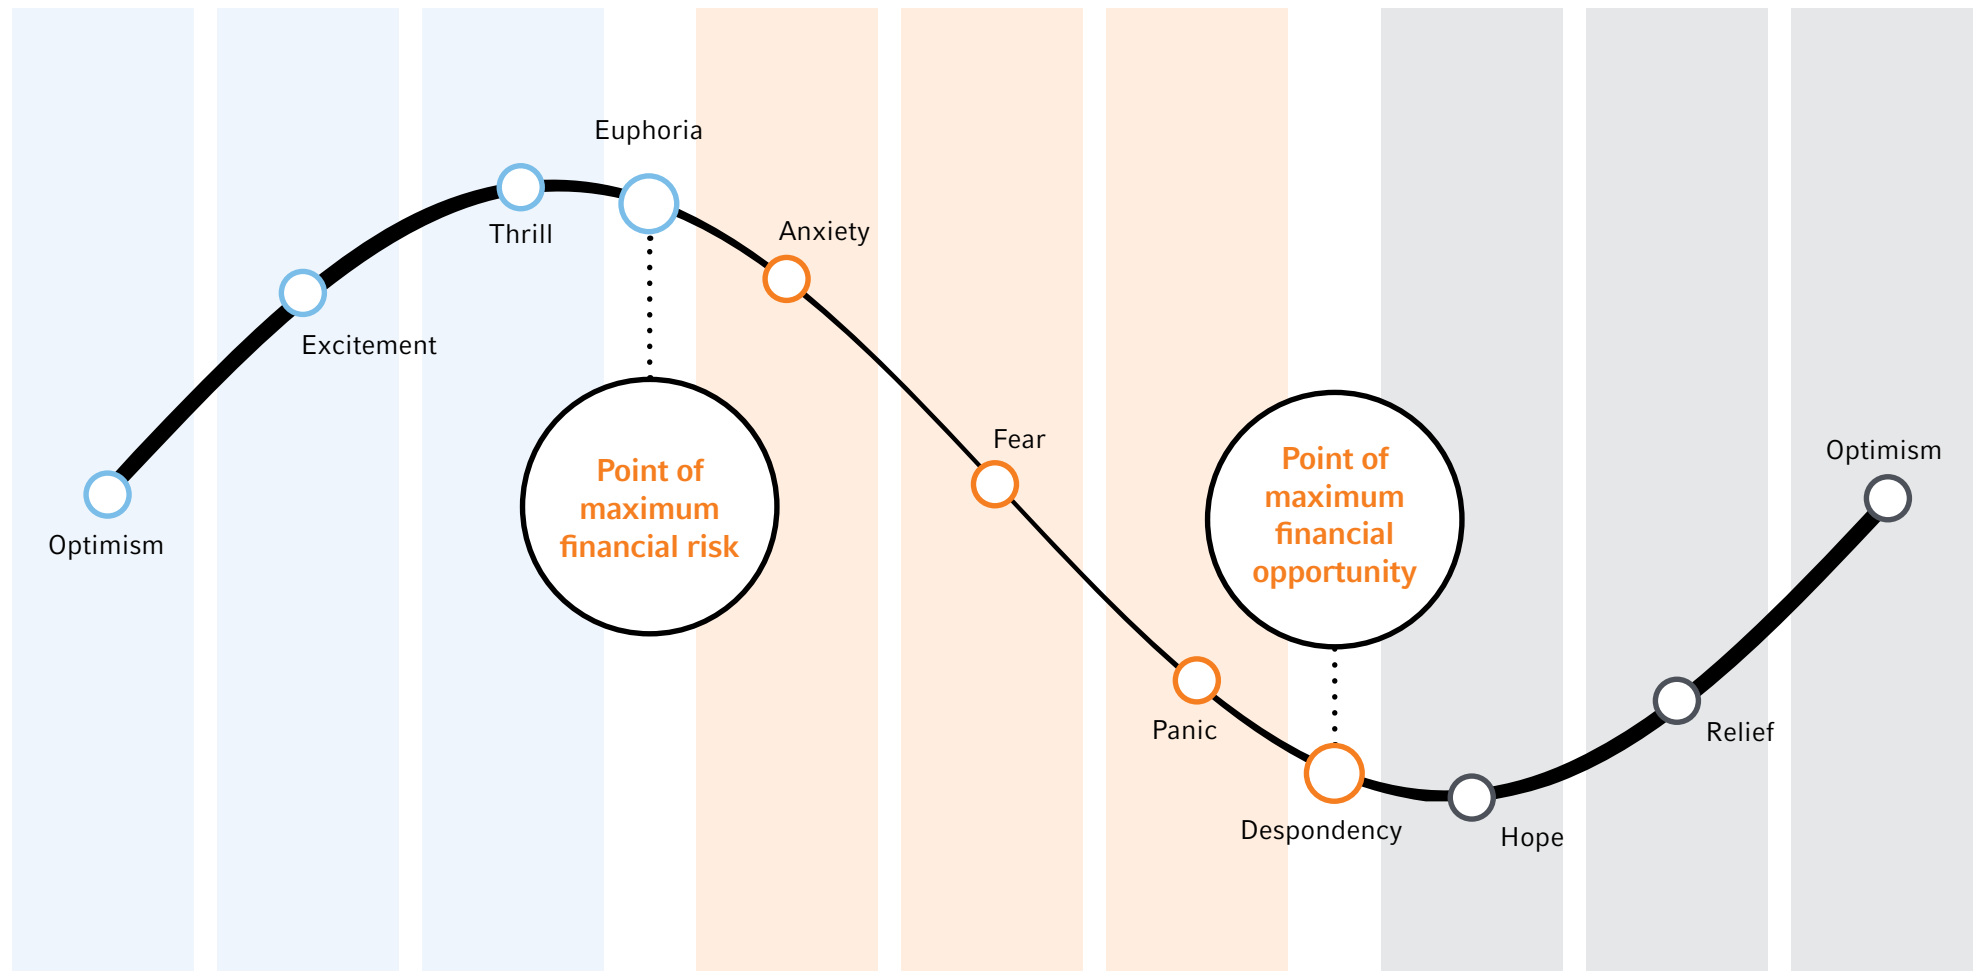 Optimism
Excitement
Thrill
Euphoria
Point of
maximum
financial risk
Anxiety
Fear
Panic
Point of
maximum
financial
opportunity
Despondency
Hope
Relief
Optimism